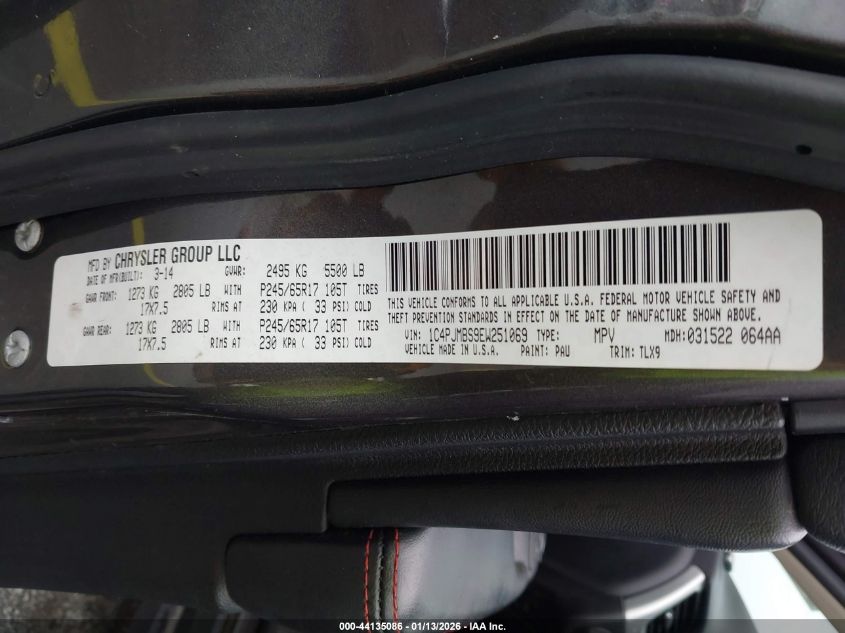 MFD BY CHRYSLER GROUP LLC
DATE OF MFR(BUILT): 3-14 GVWR: 2495 KG 5500 LB
GAWR FRONT: 1273 KG 2805 LB WITH P245/65R17 105T TIRES
17X7.5 RIMS AT 230 KPA ( 33 PSI) COLD
GAWR REAR: 1273 KG 2805 LB WITH P245/65R17 105T TIRES
17X7.5 RIMS AT 230 KPA ( 33 PSI) COLD
THIS VEHICLE CONFORMS TO ALL APPLICABLE U.S.A. FEDERAL MOTOR VEHICLE SAFETY AND
THEFT PREVENTION STANDARDS IN EFFECT ON THE DATE OF MANUFACTURE SHOWN ABOVE.
VIN: 1C4PJMBS9EW251069 TYPE: MPV MDH: 031522 064AA
VEHICLE MADE IN U.S.A. PAINT: PAU TRIM: TLX9
000-44135086 - 01/13/2026 - IAA Inc.